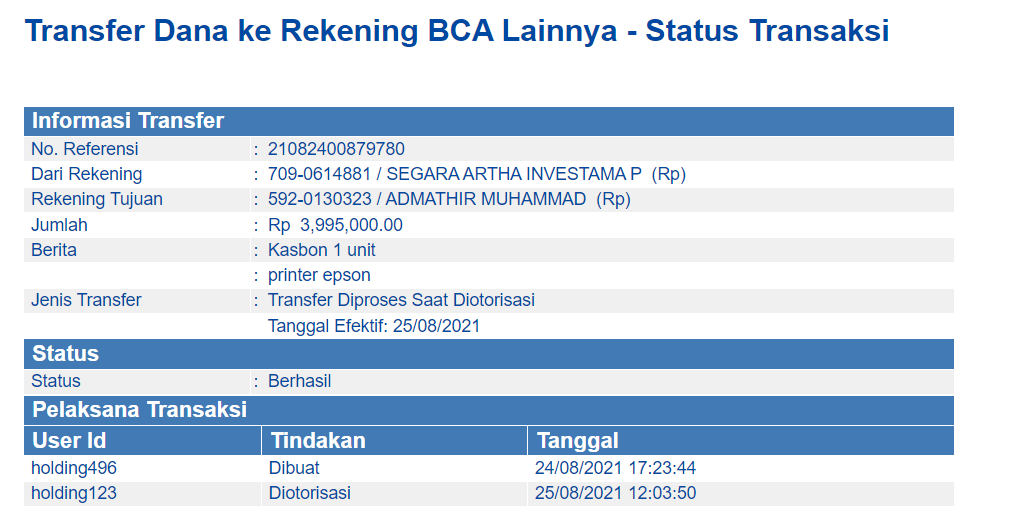 Transfer Dana ke Rekening BCA Lainnya - Status Transaksi
Informasi Transfer
No. Referensi : 21082400879780
Dari Rekening : 709-0614881 / SEGARA ARTHA INVESTAMA P (Rp)
Rekening Tujuan : 592-0130323 / ADMATHIR MUHAMMAD (Rp)
Jumlah : Rp 3,995,000.00
Berita : Kasbon 1 unit
: printer epson
Jenis Transfer : Transfer Diproses Saat Diotorisasi
Tanggal Efektif: 25/08/2021
Status
Status : Berhasil
Pelaksana Transaksi
User Id Tindakan Tanggal
holding496 Dibuat 24/08/2021 17:23:44
holding123 Diotorisasi 25/08/2021 12:03:50